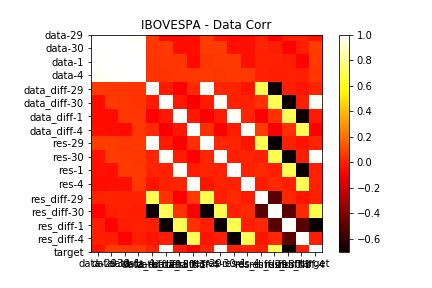 IBOVESPA - Data Corr
data-29
data-30
data-1
data-4
data_diff-29
data_diff-30
data_diff-1
data_diff-4
res-29
res-30
res-1
res-4
res_diff-29
res_diff-30
res_diff-1
res_diff-4
target
1.0
0.8
0.6
0.4
0.2
0.0
−0.2
−0.4
−0.6